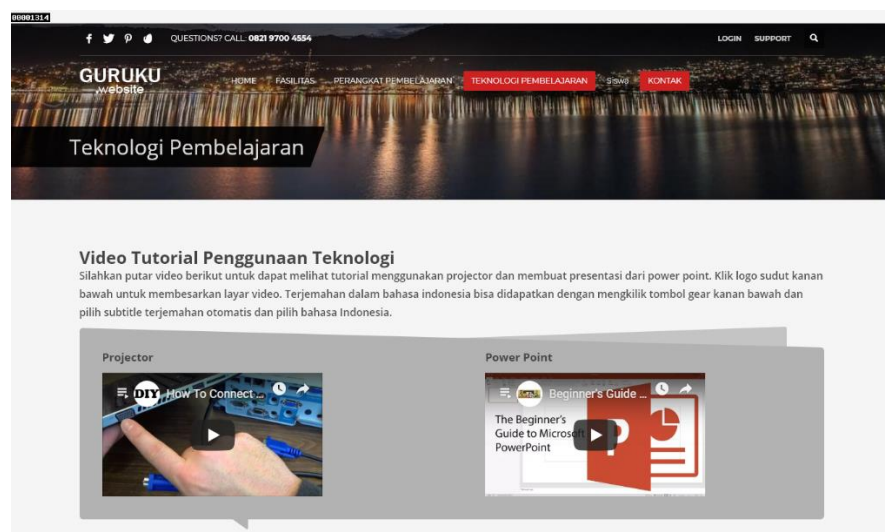 00001314
QUESTIONS? CALL: 0821 9700 4554
LOGIN SUPPORT
GURUKU
website
HOME FASILITAS PERANGKAT PEMBELAJARAN TEKNOLOGI PEMBELAJARAN Siswa KONTAK
Teknologi Pembelajaran
Video Tutorial Penggunaan Teknologi
Silahkan putar video berikut untuk dapat melihat tutorial menggunakan projector dan membuat presentasi dari power point. Klik logo sudut kanan
bawah untuk membesarkan layar video. Terjemahan dalam bahasa indonesia bisa didapatkan dengan mengkilik tombol gear kanan bawah dan
pilih subtitle terjemahan otomatis dan pilih bahasa Indonesia.
Projector
Power Point
DIY How To Connect ...
Beginner's Guide ...
The Beginner's
Guide to Microsoft
PowerPoint
P